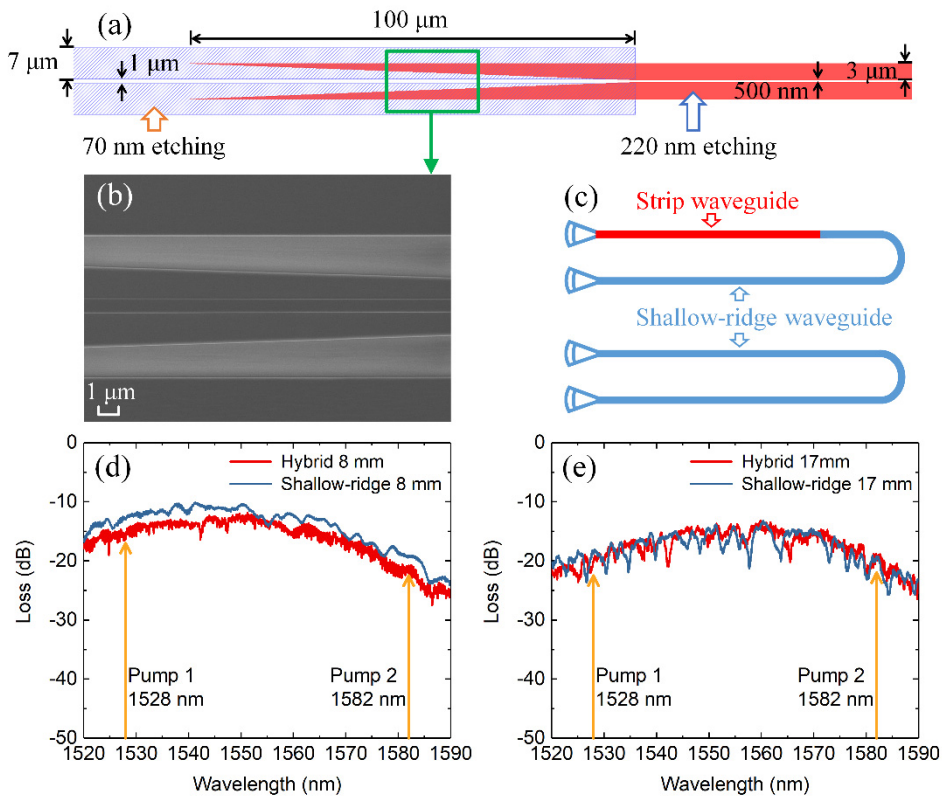 (a)
100 μm
7 μm
1 μm
3 μm
500 nm
70 nm etching
220 nm etching
(b)
1 μm
(c)
Strip waveguide
Shallow-ridge waveguide
(d)
Hybrid 8 mm
Shallow-ridge 8 mm
0
-10
-20
-30
-40
-50
Loss (dB)
Pump 1
1528 nm
Pump 2
1582 nm
1520 1530 1540 1550 1560 1570 1580 1590
Wavelength (nm)
(e)
Hybrid 17mm
Shallow-ridge 17 mm
0
-10
-20
-30
-40
-50
Loss (dB)
Pump 1
1528 nm
Pump 2
1582 nm
1520 1530 1540 1550 1560 1570 1580 1590
Wavelength (nm)